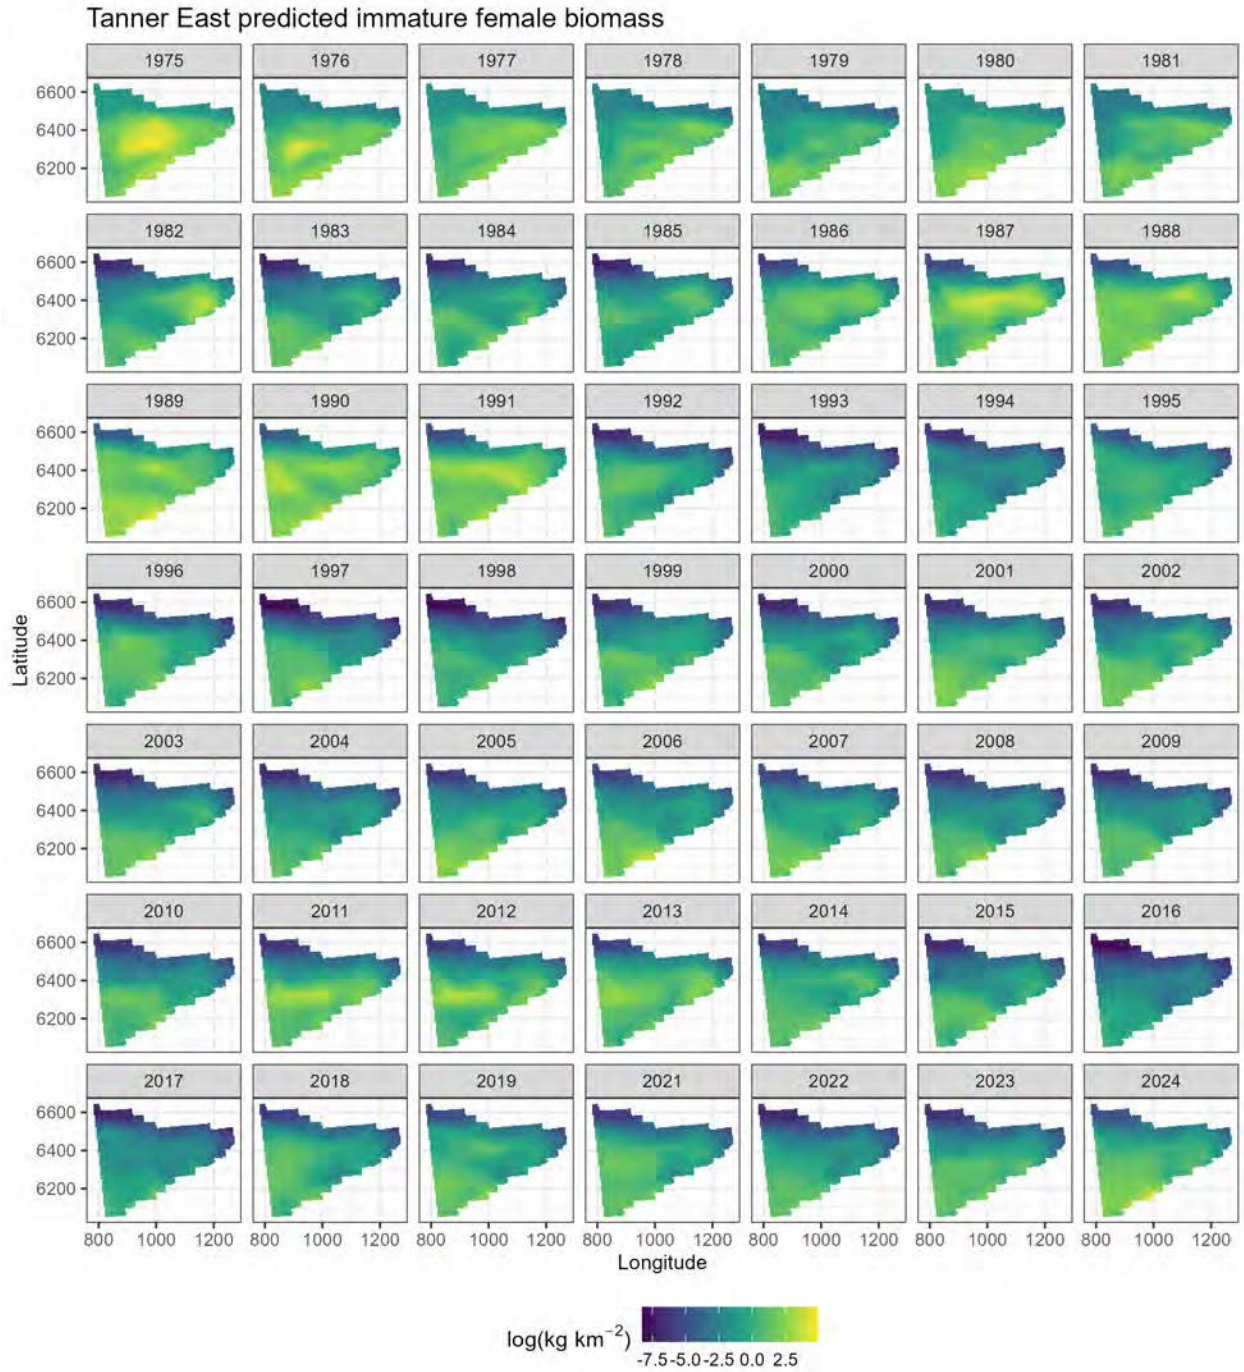 Tanner East predicted immature female biomass
1975 1976 1977 1978 1979 1980 1981
6600
6400
6200
1982 1983 1984 1985 1986 1987 1988
6600
6400
6200
1989 1990 1991 1992 1993 1994 1995
6600
6400
6200
1996 1997 1998 1999 2000 2001 2002
6600
6400
6200
Latitude
2003 2004 2005 2006 2007 2008 2009
6600
6400
6200
2010 2011 2012 2013 2014 2015 2016
6600
6400
6200
2017 2018 2019 2021 2022 2023 2024
6600
6400
6200
800 1000 1200 800 1000 1200 800 1000 1200 800 1000 1200 800 1000 1200 800 1000 1200 800 1000 1200
Longitude
log(kg km⁻²)
-7.5 -5.0 -2.5 0.0 2.5